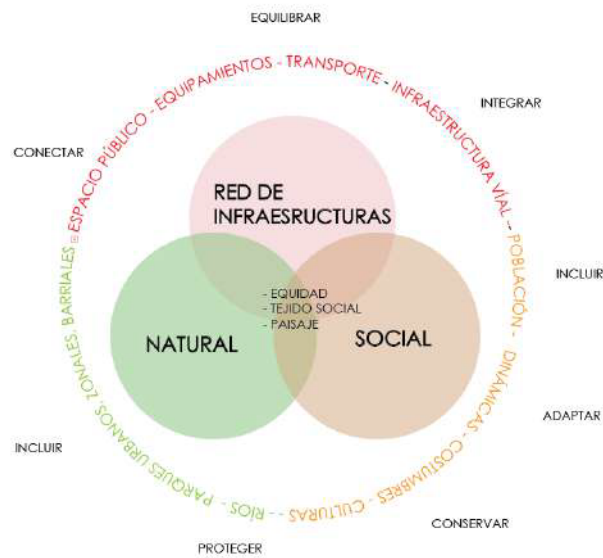 EQUILIBRAR
INTEGRAR
CONECTAR
ESPACIO PÚBLICO - EQUIPAMIENTOS - TRANSPORTE - INFRAESTRUCTURA VÍAL --
RED DE
INFRAESRUCTURAS
POBLACIÓN - DINÁMICAS - COSTUMBRES - CULTURAS
INCLUIR
- EQUIDAD
- TEJIDO SOCIAL
- PAISAJE
NATURAL
SOCIAL
ADAPTAR
INCLUIR
-- RÍOS - PARQUES URBANOS, ZONALES, BARRIALES
CONSERVAR
PROTEGER